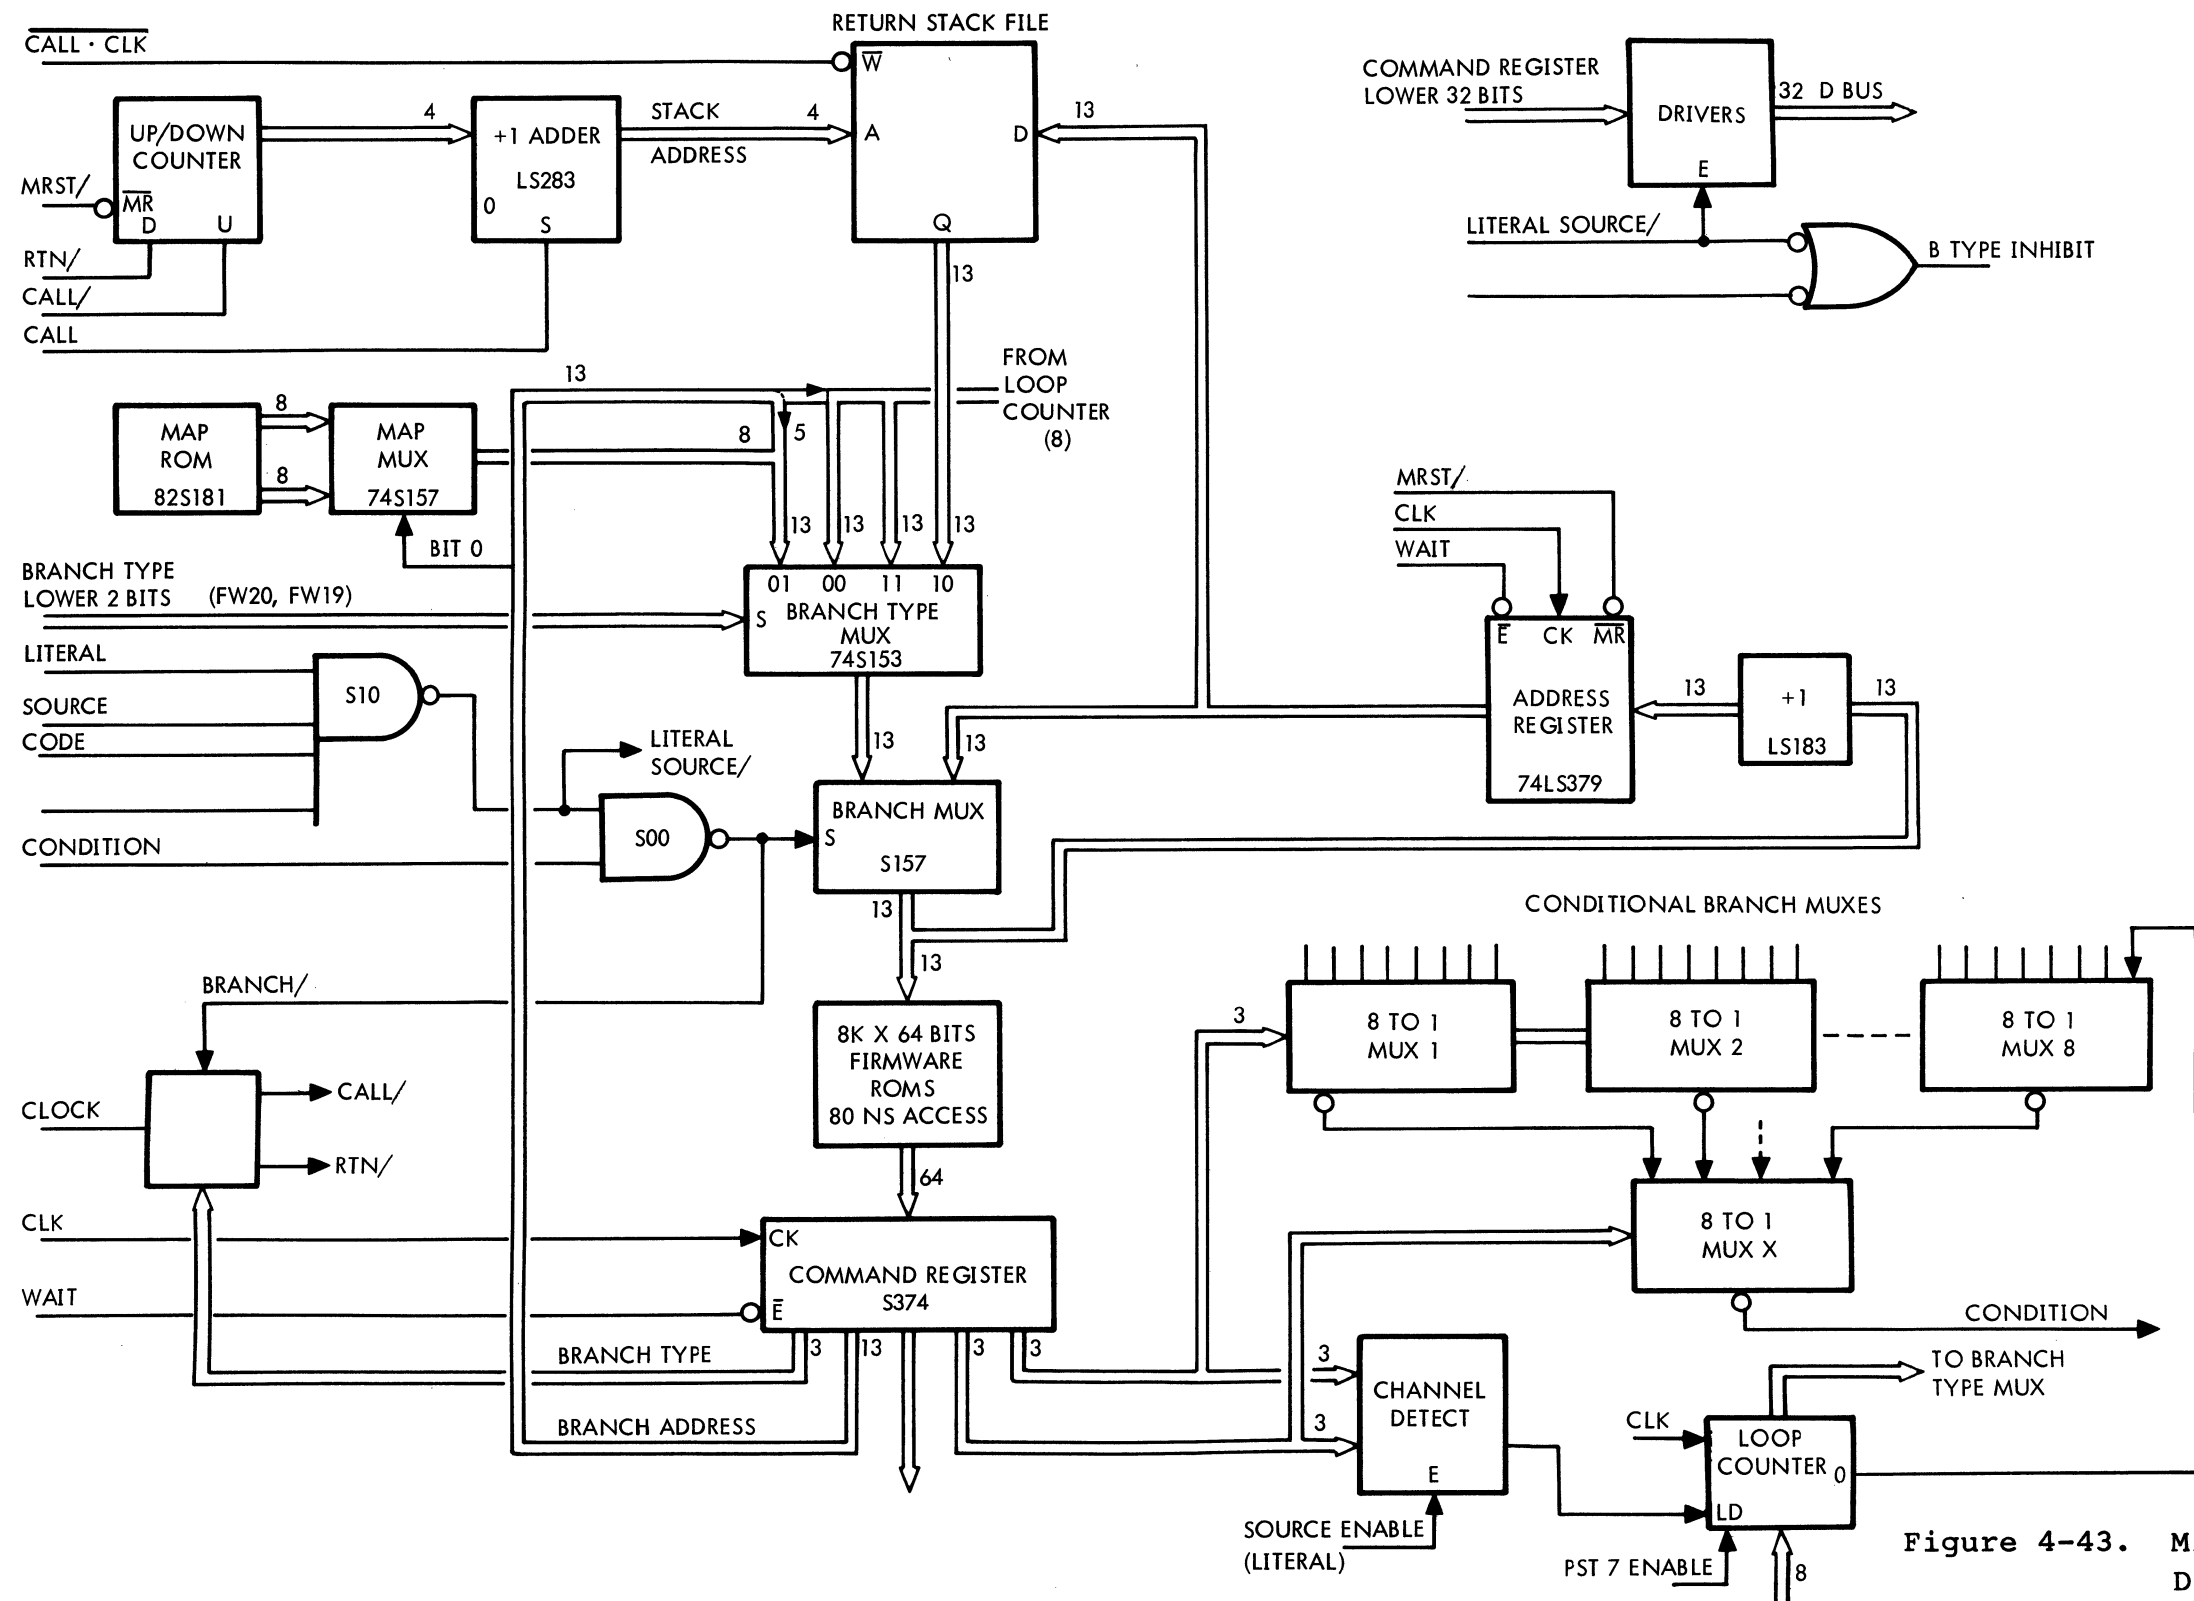 RETURN STACK FILE
CALL · CLK
W
UP/DOWN
COUNTER
MR
D U
MRST/
RTN/
CALL/
CALL
4
+1 ADDER
LS283
0
S
STACK
ADDRESS
4
A
D
Q
13
13
COMMAND REGISTER
LOWER 32 BITS
DRIVERS
E
32 D BUS
LITERAL SOURCE/
B TYPE INHIBIT
13
FROM
LOOP
COUNTER
(8)
MAP
ROM
82S181
8
8
MAP
MUX
74S157
8
5
BIT 0
13
13
13
13
BRANCH TYPE
LOWER 2 BITS (FW20, FW19)
S
01 00 11 10
BRANCH TYPE
MUX
74S153
MRST/
CLK
WAIT
E CK MR
ADDRESS
REGISTER
74LS379
13
+1
LS183
13
LITERAL
SOURCE
CODE
S10
LITERAL
SOURCE/
CONDITION
S00
13
13
BRANCH MUX
S
S157
13
13
BRANCH/
CLOCK
CALL/
RTN/
8K X 64 BITS
FIRMWARE
ROMS
80 NS ACCESS
64
CLK
WAIT
CK
E
COMMAND REGISTER
S374
BRANCH TYPE
BRANCH ADDRESS
3
13
3
3
CONDITIONAL BRANCH MUXES
3
8 TO 1
MUX 1
8 TO 1
MUX 2
8 TO 1
MUX 8
8 TO 1
MUX X
CONDITION
3
3
CHANNEL
DETECT
E
SOURCE ENABLE
(LITERAL)
TO BRANCH
TYPE MUX
CLK
LOOP
COUNTER 0
LD
PST 7 ENABLE
8
Figure 4-43. M
D